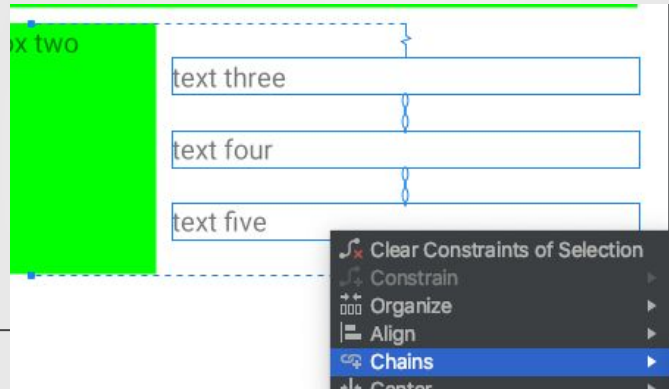 ox two
text three
text four
text five
Clear Constraints of Selection
Constrain
Organize
Align
Chains
Center